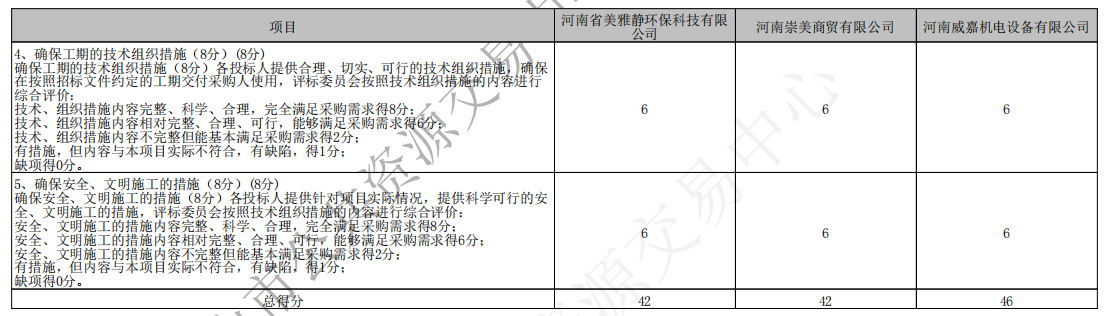 项目
河南省美雅静环保科技有限公司
河南崇美商贸有限公司
河南威嘉机电设备有限公司
4、确保工期的技术组织措施（8分）(8分)
确保工期的技术组织措施（8分）各投标人提供合理、切实、可行的技术组织措施，确保
在按照招标文件约定的工期交付采购人使用，评标委员会按照技术组织措施的内容进行
综合评价：
技术、组织措施内容完整、科学、合理，完全满足采购需求得8分；
技术、组织措施内容相对完整、合理、可行，能够满足采购需求得6分；
技术、组织措施内容不完整但能基本满足采购需求得2分；
有措施，但内容与本项目实际不符合，有缺陷，得1分；
缺项得0分。
6
6
6
5、确保安全、文明施工的措施（8分）(8分)
确保安全、文明施工的措施（8分）各投标人提供针对项目实际情况，提供科学可行的安
全、文明施工的措施，评标委员会按照技术组织措施的内容进行综合评价：
安全、文明施工的措施内容完整、科学、合理，完全满足采购需求得8分；
安全、文明施工的措施内容相对完整、合理、可行，能够满足采购需求得6分；
安全、文明施工的措施内容不完整但能基本满足采购需求得2分；
有措施，但内容与本项目实际不符合，有缺陷，得1分；
缺项得0分。
6
6
6
总得分
42
42
46